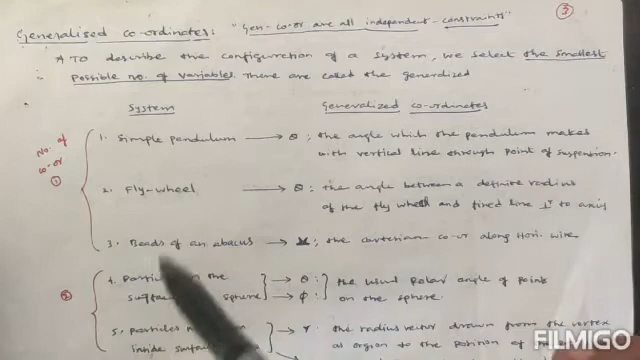 ③
Generalised co-ordinates: "Gen-co-or are all independent-constraints"
* To describe the configuration of a system, we select the smallest
possible no. of variables. There are called the generalised
System Generalized co-ordinates
No. of co-or ①
1. Simple pendulum → θ; the angle which the pendulum makes
with vertical line through point of suspention.
2. Fly-wheel → θ: the angle between a definite radius
of the fly wheel and fixed line ⊥r to axis
3. Beads of an abacus → x; the cartesian co-or along Hori. wire
②
4. Particle the → θ: the usual Polar angle of point
surface sphere → φ: on the sphere.
5. Particles → r the radius vector drawn from the vertex
inside as origin to the position of
FILMIGO